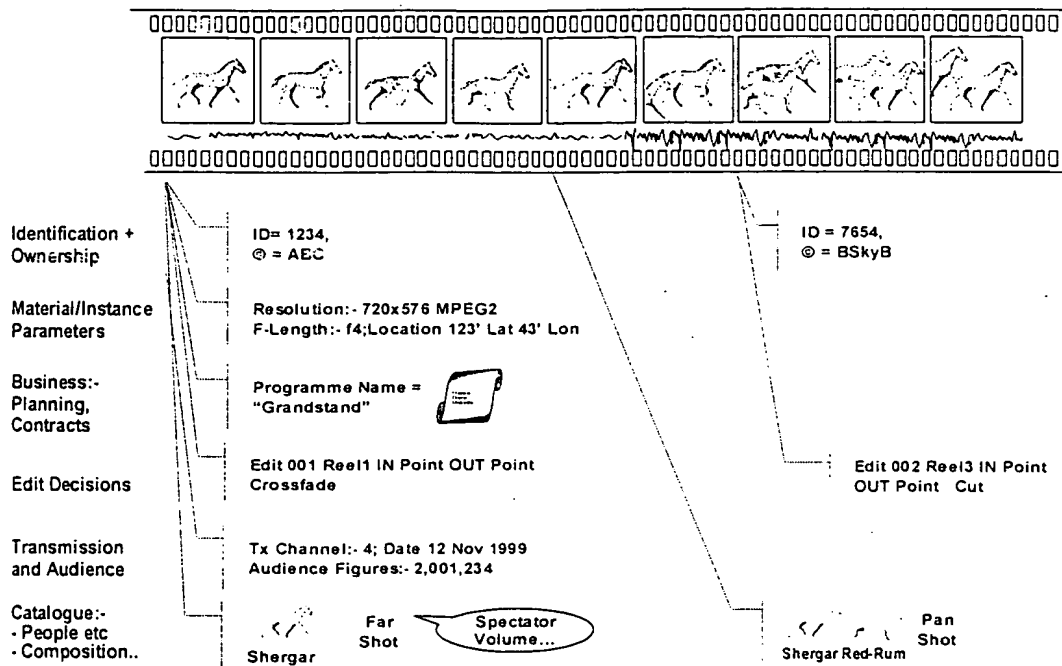 Identification +
Ownership
ID= 1234,
© = AEC
ID = 7654,
© = BSkyB
Material/Instance
Parameters
Resolution:- 720x576 MPEG2
F-Length:- f4;Location 123' Lat 43' Lon
Business:-
Planning,
Contracts
Programme Name =
“Grandstand”
Edit Decisions
Edit 001 Reel1 IN Point OUT Point
Crossfade
Edit 002 Reel3 IN Point
OUT Point Cut
Transmission
and Audience
Tx Channel:- 4; Date 12 Nov 1999
Audience Figures:- 2,001,234
Catalogue:-
- People etc
- Composition..
Shergar
Far
Shot
Spectator
Volume...
Shergar Red-Rum
Pan
Shot